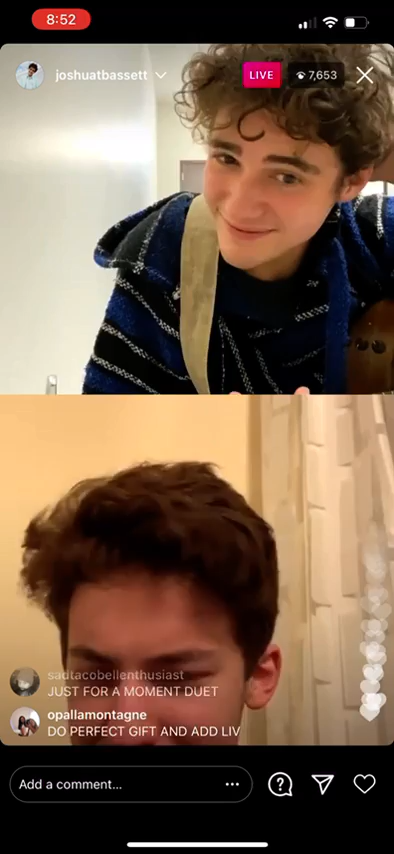 8:52
joshuatbassett
LIVE
7,653
sadtacobellenthusiast
JUST FOR A MOMENT DUET
opallamontagne
DO PERFECT GIFT AND ADD LIV
Add a comment...